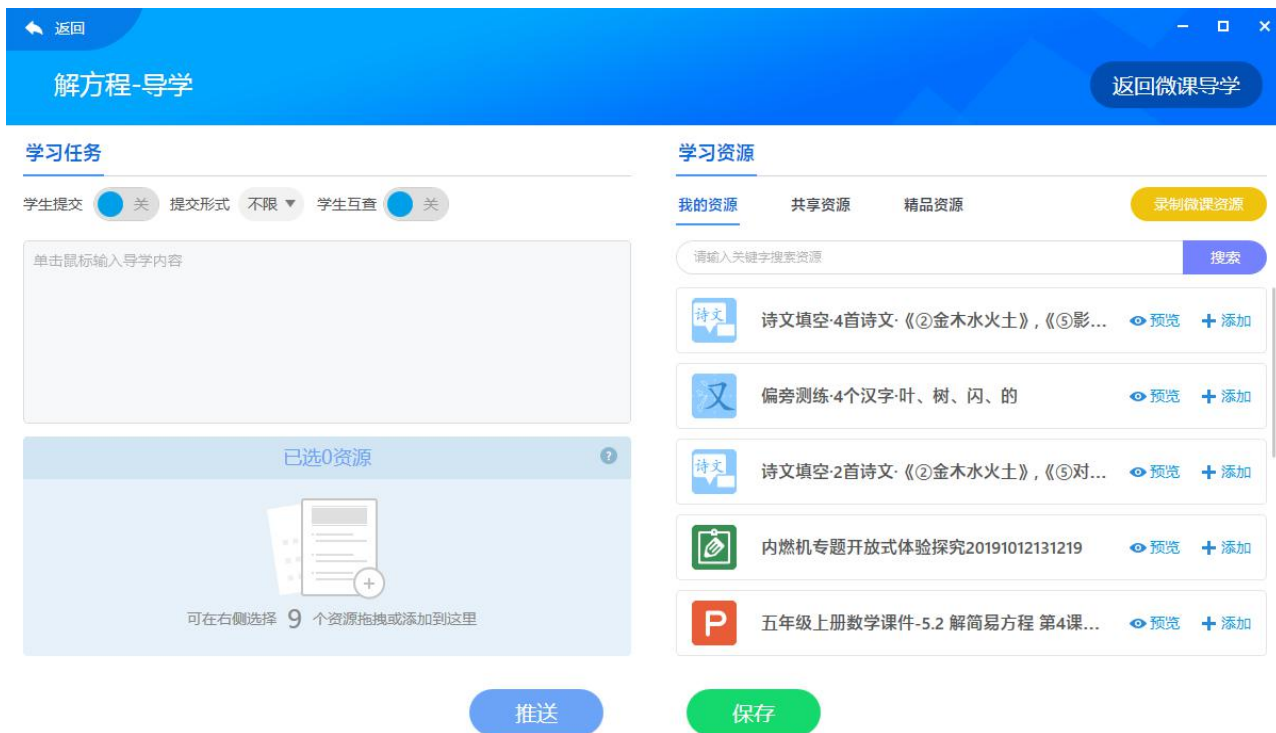 返回
解方程-导学
返回微课导学
学习任务
学生提交 关 提交形式 不限 学生互查 关
单击鼠标输入导学内容
已选0资源
?
可在右侧选择 9 个资源拖拽或添加到这里
学习资源
我的资源 共享资源 精品资源 录制微课资源
请输入关键字搜索资源 搜索
诗文 诗文填空·4首诗文·《②金木水火土》,《⑤影... 预览 添加
汉 偏旁测练·4个汉字·叶、树、闪、的 预览 添加
诗文 诗文填空·2首诗文·《②金木水火土》,《⑤对... 预览 添加
内燃机专题开放式体验探究20191012131219 预览 添加
P 五年级上册数学课件-5.2 解简易方程 第4课... 预览 添加
推送 保存